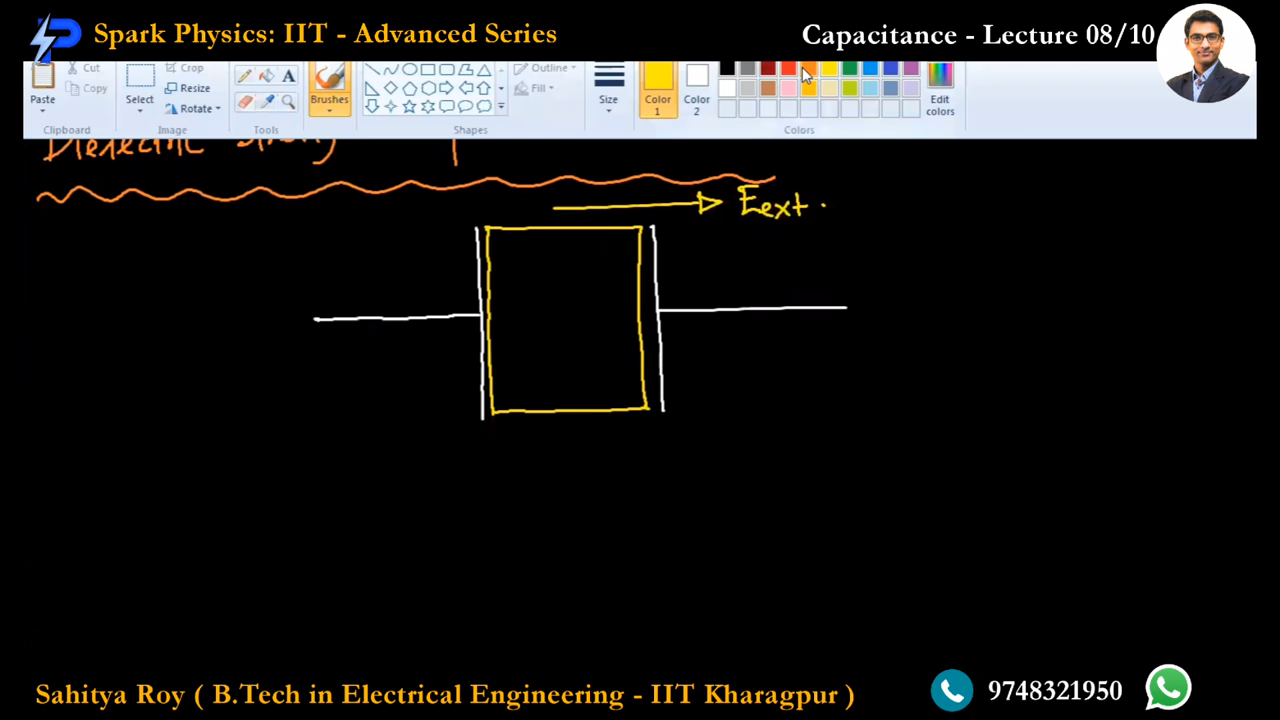 Spark Physics: IIT - Advanced Series
Capacitance - Lecture 08/10
Paste
Cut
Copy
Clipboard
Select
Crop
Resize
Rotate
Image
A
Tools
Brushes
Shapes
Outline
Fill
Size
Color 1
Color 2
Edit colors
Colors
Dielectric
Eext.
Sahitya Roy ( B.Tech in Electrical Engineering - IIT Kharagpur )
9748321950